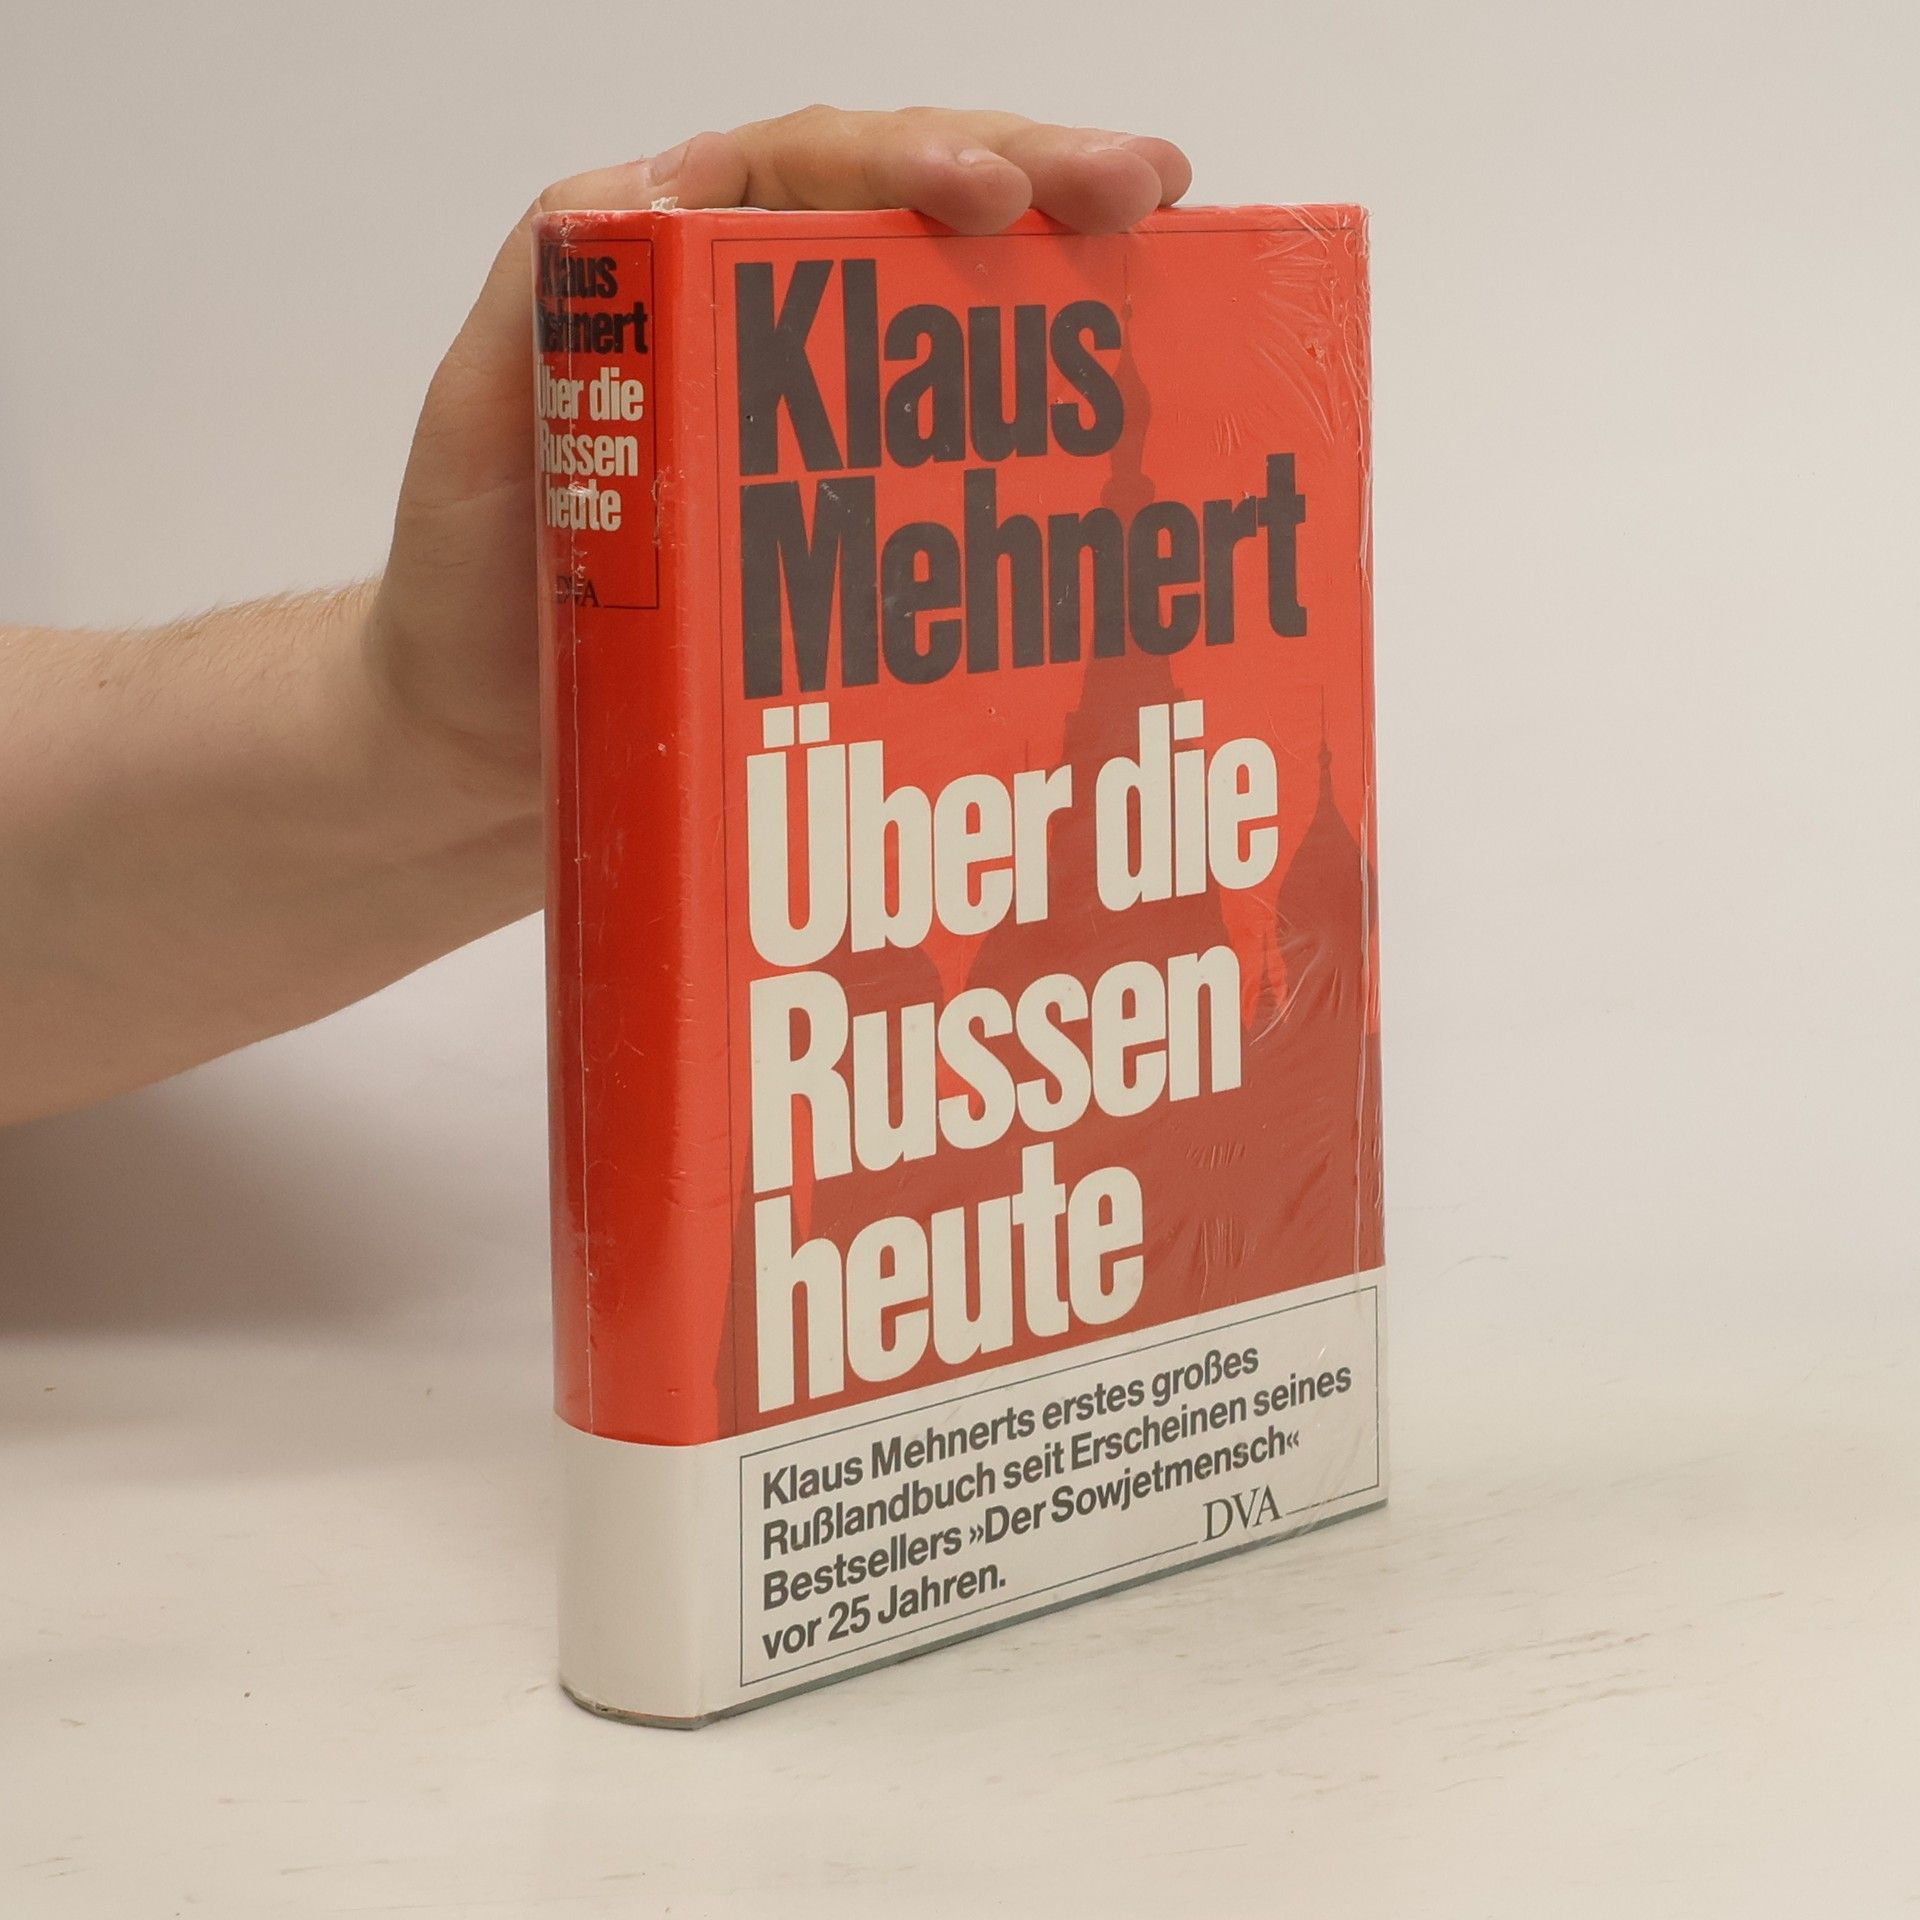 Klaus
Mehnert
Über die
Russen
heute
DVA
Klaus
Mehnert
Über die
Russen
heute
Klaus Mehnerts erstes großes
Rußlandbuch seit Erscheinen seines
Bestsellers »Der Sowjetmensch«
vor 25 Jahren.
DVA